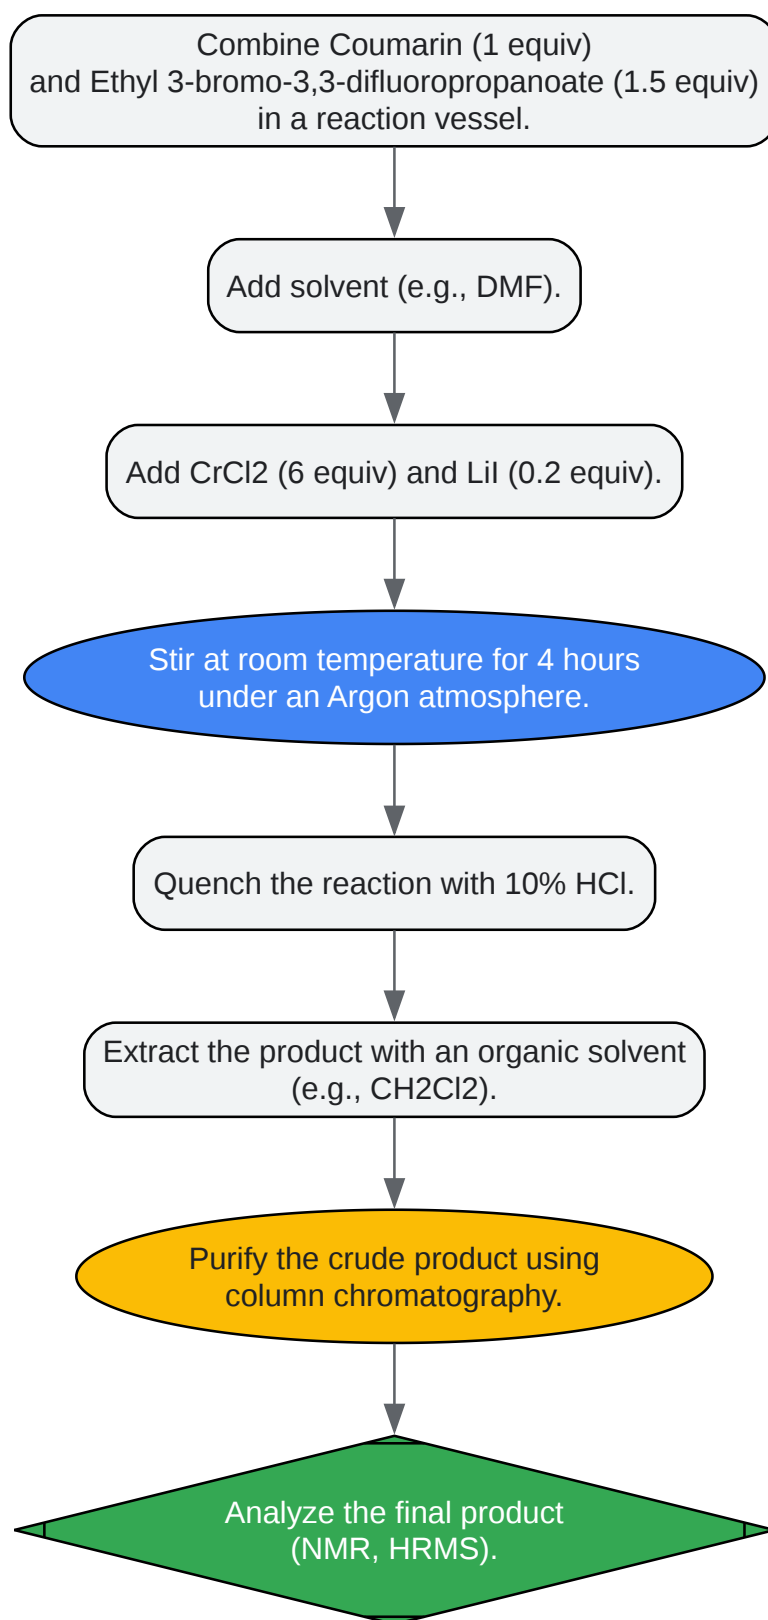 Combine Coumarin (1 equiv)
and Ethyl 3-bromo-3,3-difluoropropanoate (1.5 equiv)
in a reaction vessel.
Add solvent (e.g., DMF).
Add CrCl2 (6 equiv) and LiI (0.2 equiv).
Stir at room temperature for 4 hours
under an Argon atmosphere.
Quench the reaction with 10% HCl.
Extract the product with an organic solvent
(e.g., CH2Cl2).
Purify the crude product using
column chromatography.
Analyze the final product
(NMR, HRMS).